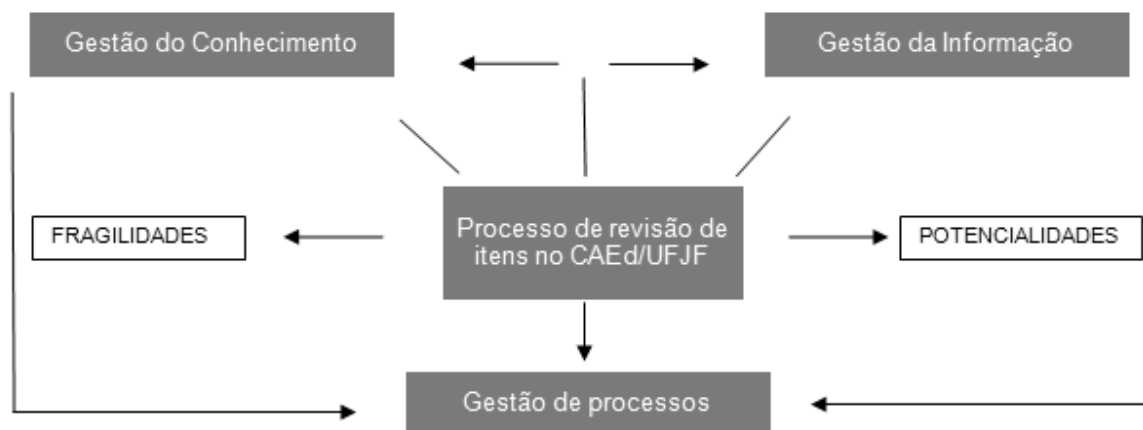 Gestão do Conhecimento
Gestão da Informação
FRAGILIDADES
Processo de revisão de
itens no CAEd/UFJF
POTENCIALIDADES
Gestão de processos